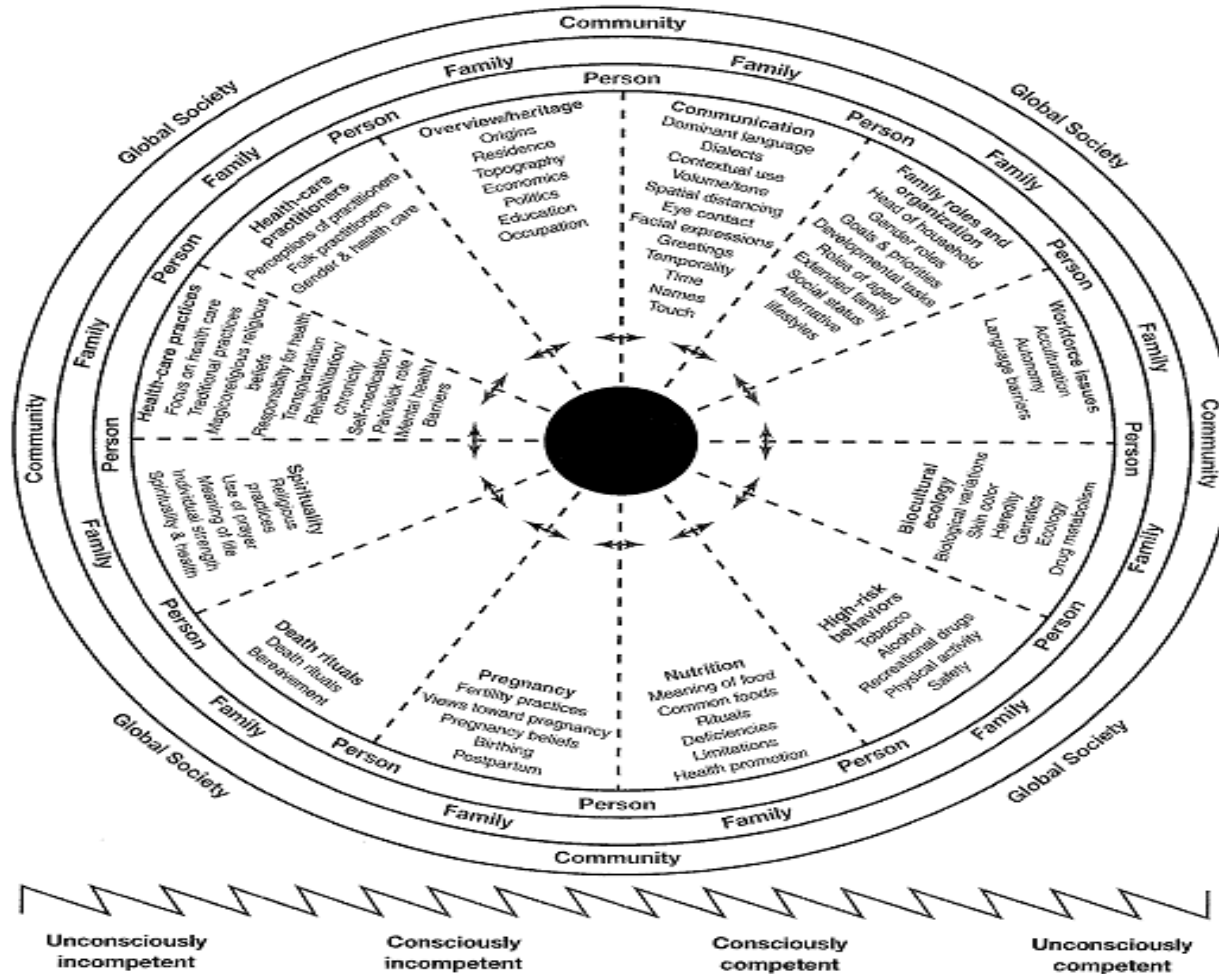 Community
Family
Family
Person
Global Society
Global Society
Overview/heritage
Origins
Residence
Topography
Economics
Politics
Education
Occupation
Communication
Dominant language
Dialects
Contextual use
Volume/tone
Spatial distancing
Eye contact
Facial expressions
Greetings
Temporality
Time
Names
Touch
Person
Family
Family roles and
organization
Head of household
Gender roles
Goals & priorities
Developmental tasks
Roles of aged
Extended family
Social status
Alternative
lifestyles
Person
Family
Workforce issues
Acculturation
Autonomy
Language barriers
Person
Community
Biocultural
ecology
Biological variations
Skin color
Heredity
Genetics
Ecology
Drug metabolism
Family
Person
High-risk
behaviors
Tobacco
Alcohol
Recreational drugs
Physical activity
Safety
Family
Person
Global Society
Nutrition
Meaning of food
Common foods
Rituals
Deficiencies
Limitations
Health promotion
Family
Person
Community
Pregnancy
Fertility practices
Views toward pregnancy
Pregnancy beliefs
Birthing
Postpartum
Family
Person
Death rituals
Death rituals
Bereavement
Family
Person
Global Society
Spirituality
Religious
practices
Use of prayer
Meaning of life
Individual strength
Spirituality & health
Family
Person
Community
Health-care practices
Focus on health care
Traditional practices
Magicoreligious religious
beliefs
Responsibility for health
Transplantation
Rehabilitation/
chronicity
Self-medication
Pain/sick role
Mental health
Barriers
Family
Person
Health-care
practitioners
Perceptions of practitioners
Folk practitioners
Gender & health care
Family
Person
Unconsciously
incompetent
Consciously
incompetent
Consciously
competent
Unconsciously
competent